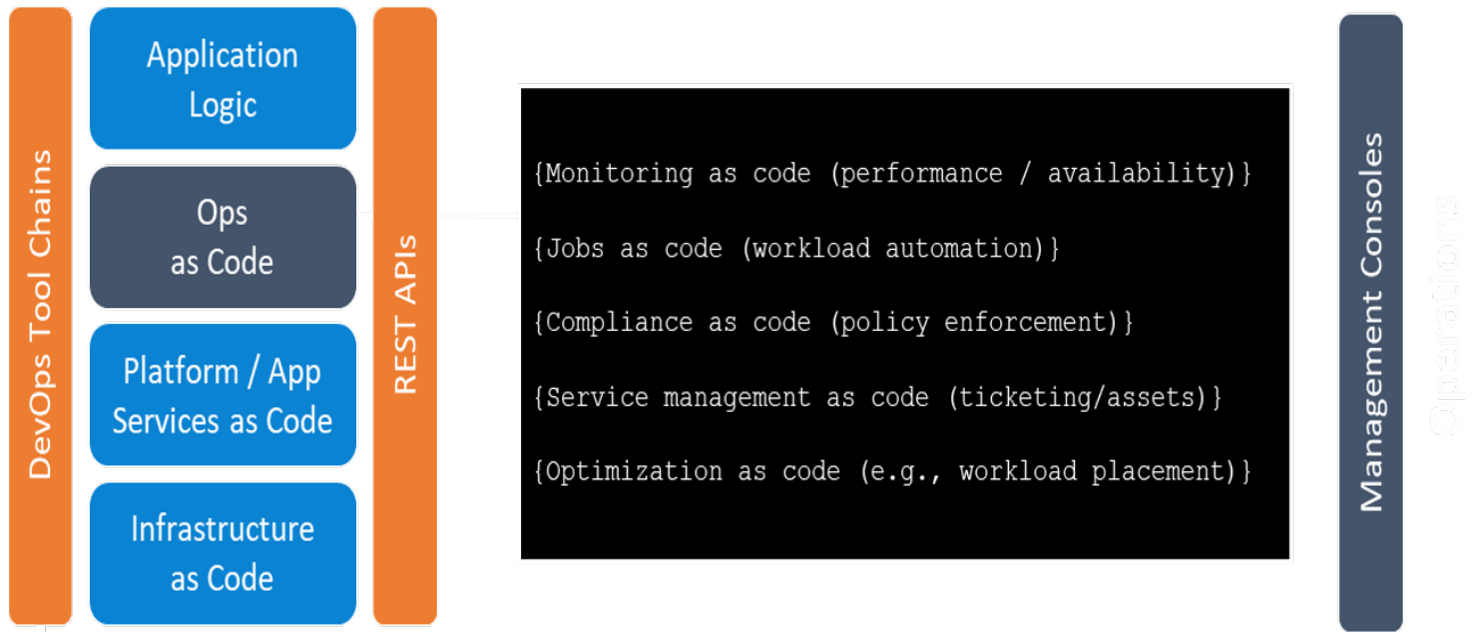 DevOps Tool Chains
Application
Logic
Ops
as Code
Platform / App
Services as Code
Infrastructure
as Code
REST APIs
{Monitoring as code (performance / availability)}
{Jobs as code (workload automation)}
{Compliance as code (policy enforcement)}
{Service management as code (ticketing/assets)}
{Optimization as code (e.g., workload placement)}
Management Consoles
Operations